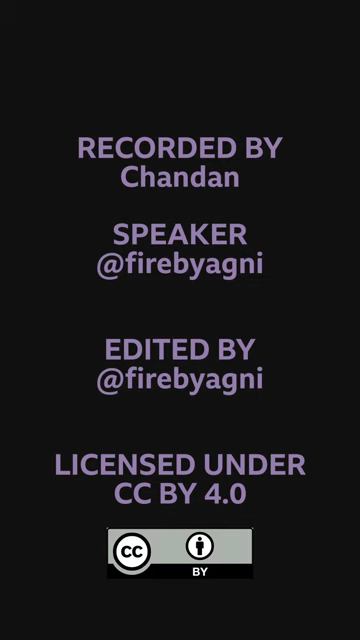 RECORDED BY
Chandan
SPEAKER
@firebyagni
EDITED BY
@firebyagni
LICENSED UNDER
CC BY 4.0
CC
BY